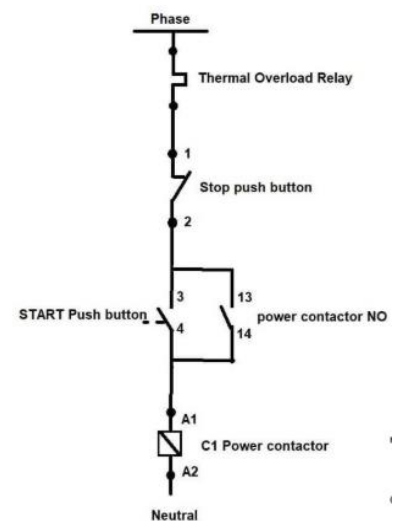 Phase
Thermal Overload Relay
1
Stop push button
2
3
13
START Push button
power contactor NO
4
14
A1
C1 Power contactor
A2
Neutral